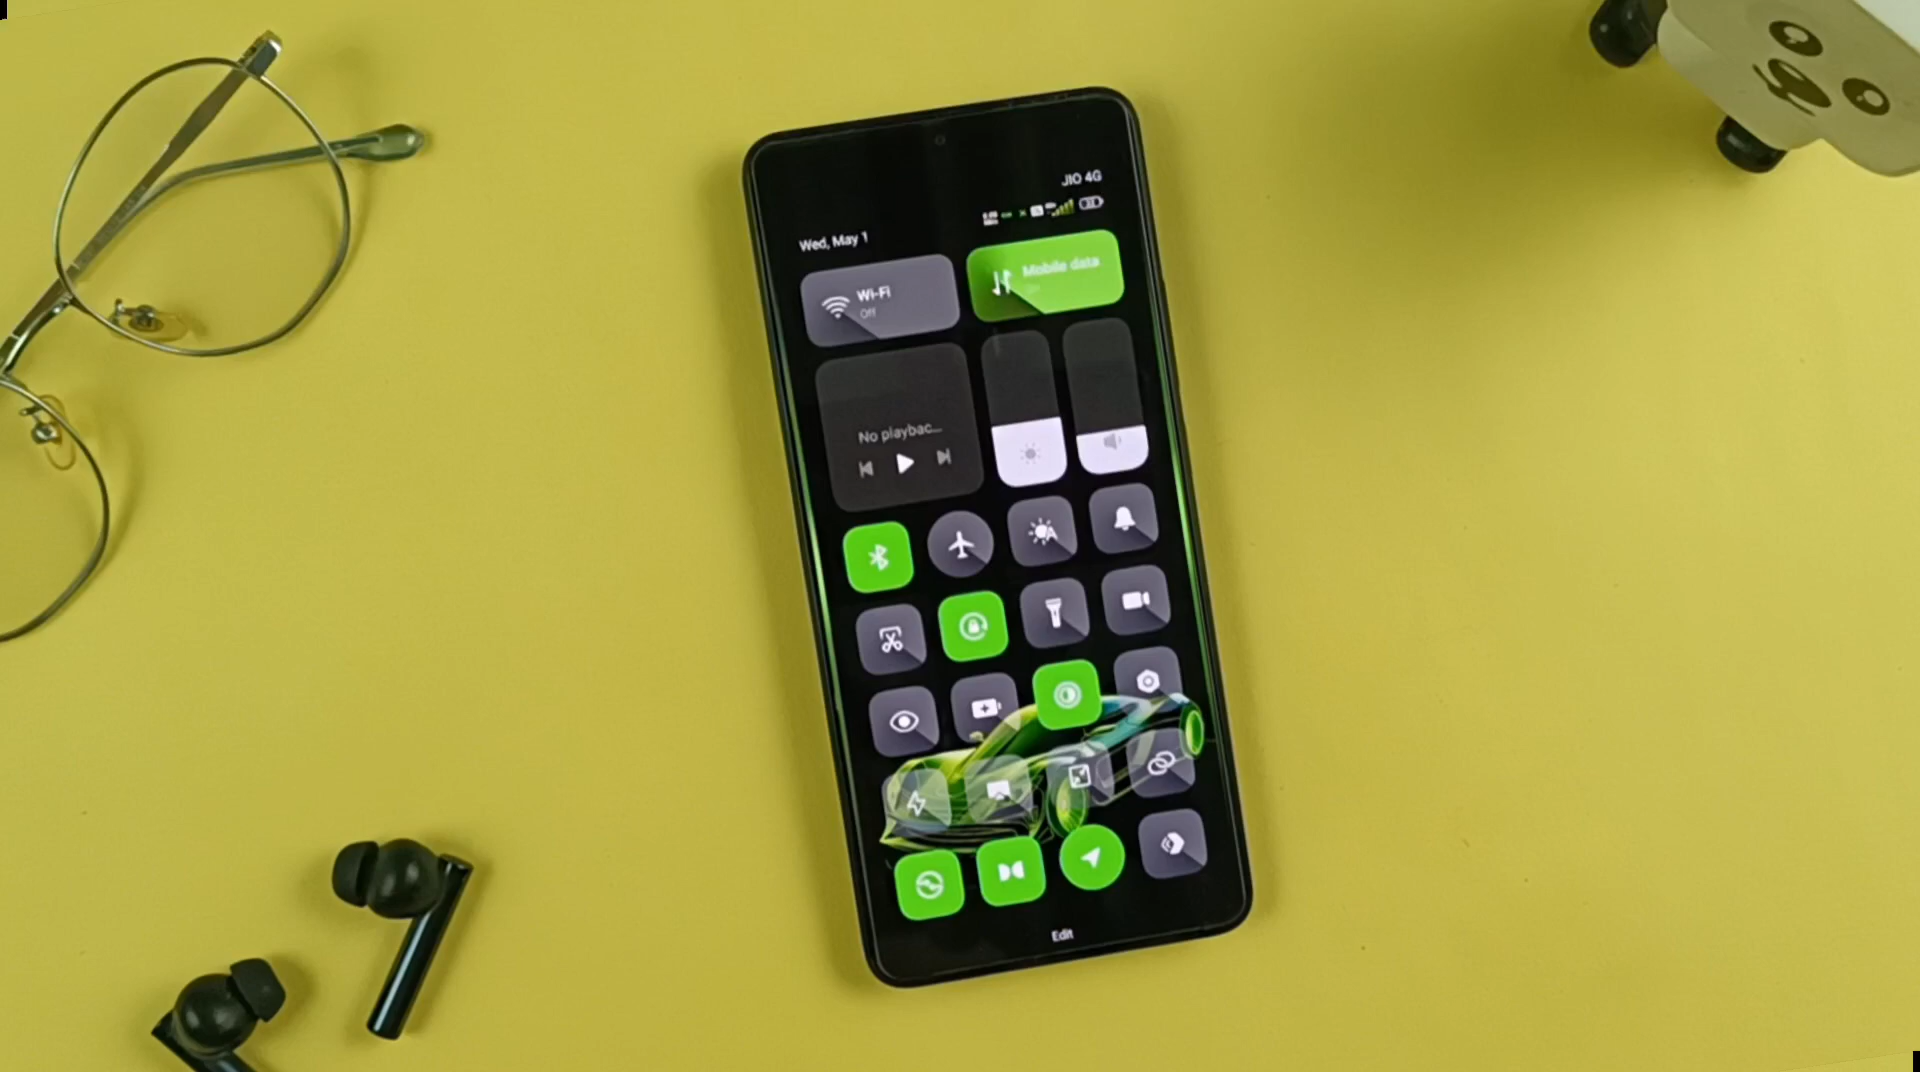 JIO 4G
Wed, May 1
Wi-Fi
Off
Mobile data
No playbac...
Edit